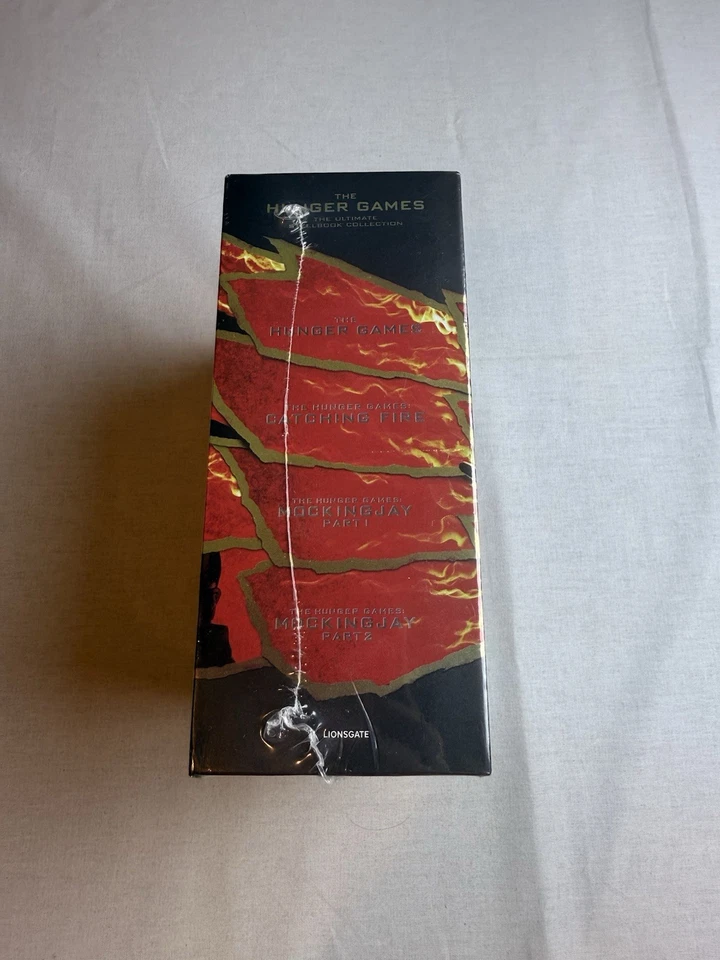 THE
HUNGER GAMES
THE ULTIMATE
STEELBOOK COLLECTION
THE
HUNGER GAMES
THE HUNGER GAMES:
CATCHING FIRE
THE HUNGER GAMES:
MOCKINGJAY
PART 1
THE HUNGER GAMES:
MOCKINGJAY
PART 2
LIONSGATE